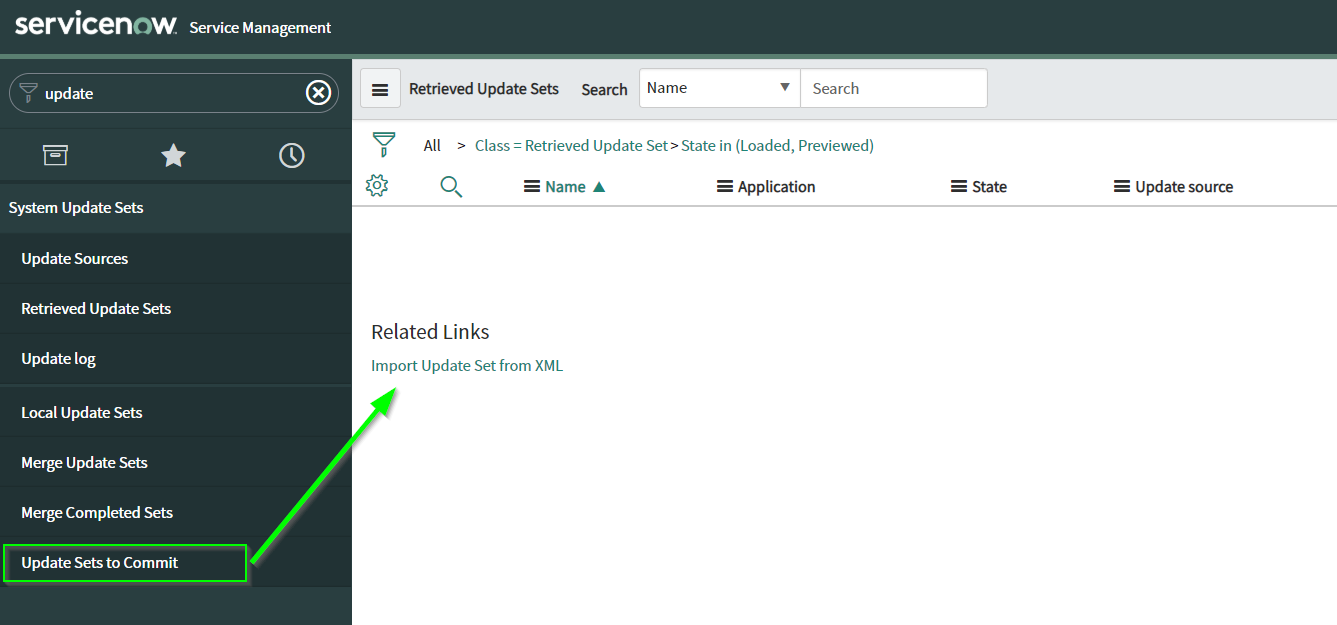 servicenow Service Management
update
System Update Sets
Update Sources
Retrieved Update Sets
Update log
Local Update Sets
Merge Update Sets
Merge Completed Sets
Update Sets to Commit
Retrieved Update Sets Search Name Search
All > Class = Retrieved Update Set > State in (Loaded, Previewed)
Name Application State Update source
Related Links
Import Update Set from XML